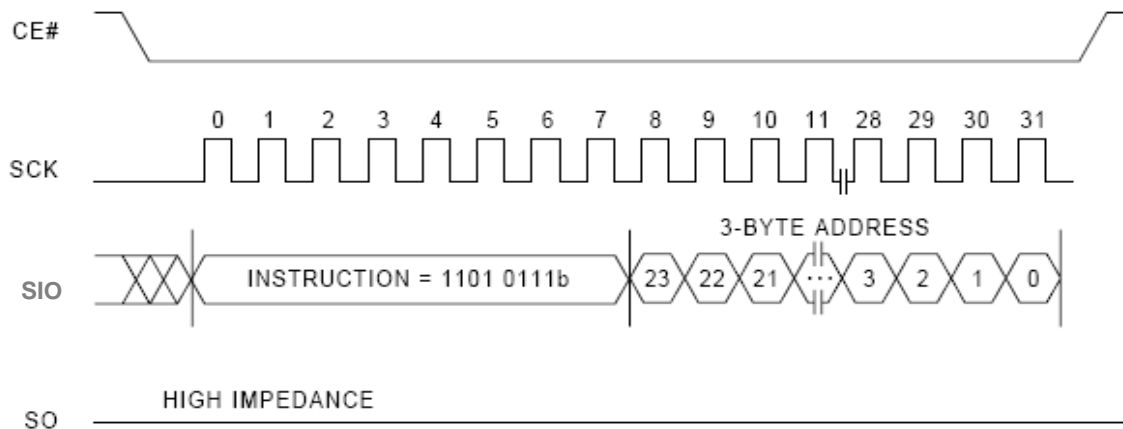 CE#
0 1 2 3 4 5 6 7 8 9 10 11 28 29 30 31
SCK
3-BYTE ADDRESS
SIO INSTRUCTION = 1101 0111b 23 22 21 ... 3 2 1 0
HIGH IMPEDANCE
SO